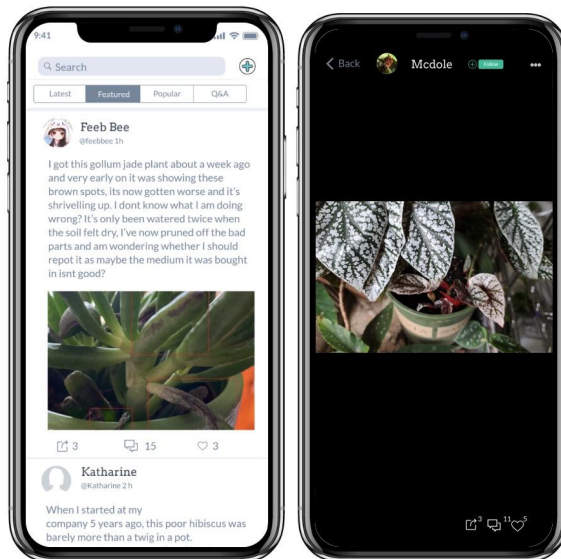 9:41
Search
Latest Featured Popular Q&A
Feeb Bee
@feebbee 1h
I got this gollum jade plant about a week ago
and very early on it was showing these
brown spots, its now gotten worse and it's
shrivelling up. I dont know what I am doing
wrong? It's only been watered twice when
the soil felt dry, I've now pruned off the bad
parts and am wondering whether I should
repot it as maybe the medium it was bought
in isnt good?
3 15 3
Katharine
@Katharine 2 h
When I started at my
company 5 years ago, this poor hibiscus was
barely more than a twig in a pot.
Back Mcdole Follow
3 11 5